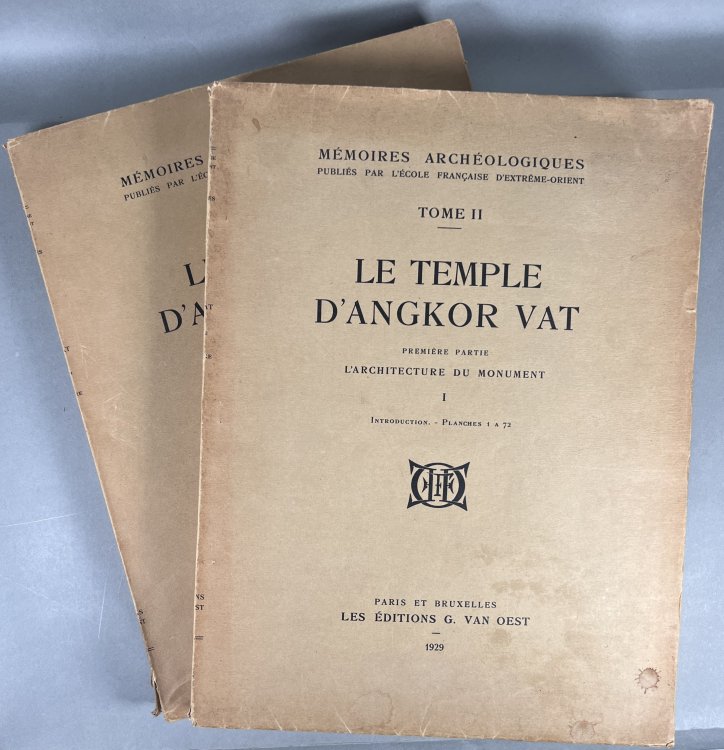 MÉMOIRES ARCHÉOLOGIQUES
PUBLIÉS PAR L'ÉCOLE FRANÇAISE D'EXTRÊME-ORIENT
TOME II
LE TEMPLE
D'ANGKOR VAT
PREMIÈRE PARTIE
L'ARCHITECTURE DU MONUMENT
I
INTRODUCTION. - PLANCHES 1 A 72
PARIS ET BRUXELLES
LES ÉDITIONS G. VAN OEST
1929
MÉMOIRES
PUBLIÉS PAR